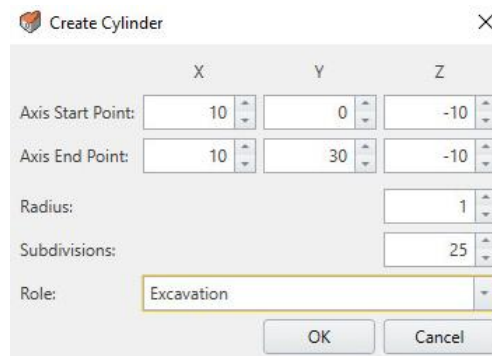 Create Cylinder
X Y Z
Axis Start Point: 10 0 -10
Axis End Point: 10 30 -10
Radius: 1
Subdivisions: 25
Role: Excavation
OK Cancel